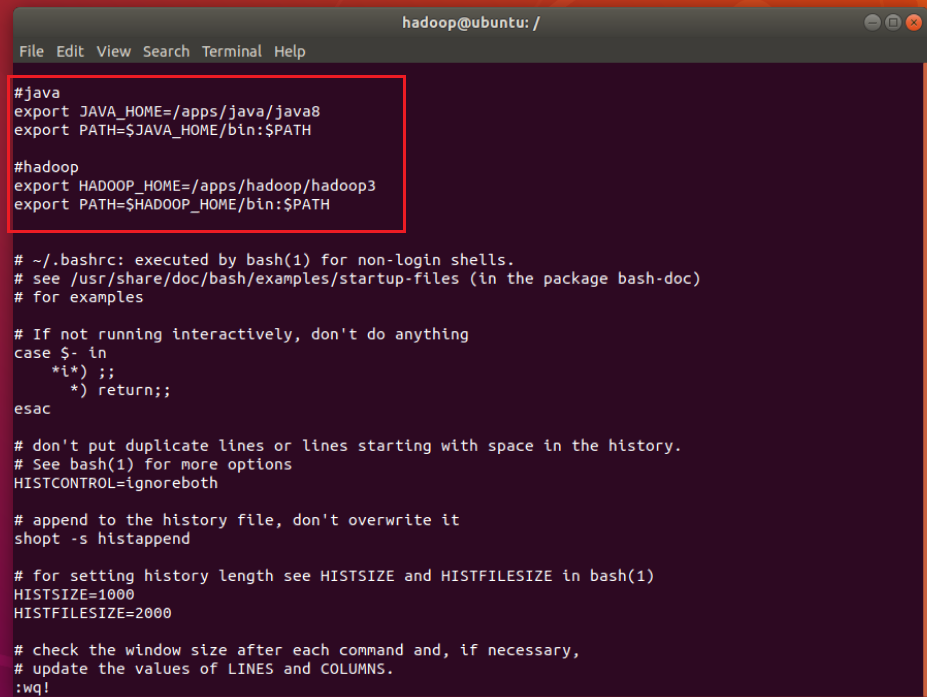 hadoop@ubuntu: /
File Edit View Search Terminal Help
#java
export JAVA_HOME=/apps/java/java8
export PATH=$JAVA_HOME/bin:$PATH
#hadoop
export HADOOP_HOME=/apps/hadoop/hadoop3
export PATH=$HADOOP_HOME/bin:$PATH
# ~/.bashrc: executed by bash(1) for non-login shells.
# see /usr/share/doc/bash/examples/startup-files (in the package bash-doc)
# for examples
# If not running interactively, don't do anything
case $- in
    *i*) ;;
      *) return;;
esac
# don't put duplicate lines or lines starting with space in the history.
# See bash(1) for more options
HISTCONTROL=ignoreboth
# append to the history file, don't overwrite it
shopt -s histappend
# for setting history length see HISTSIZE and HISTFILESIZE in bash(1)
HISTSIZE=1000
HISTFILESIZE=2000
# check the window size after each command and, if necessary,
# update the values of LINES and COLUMNS.
:wq!